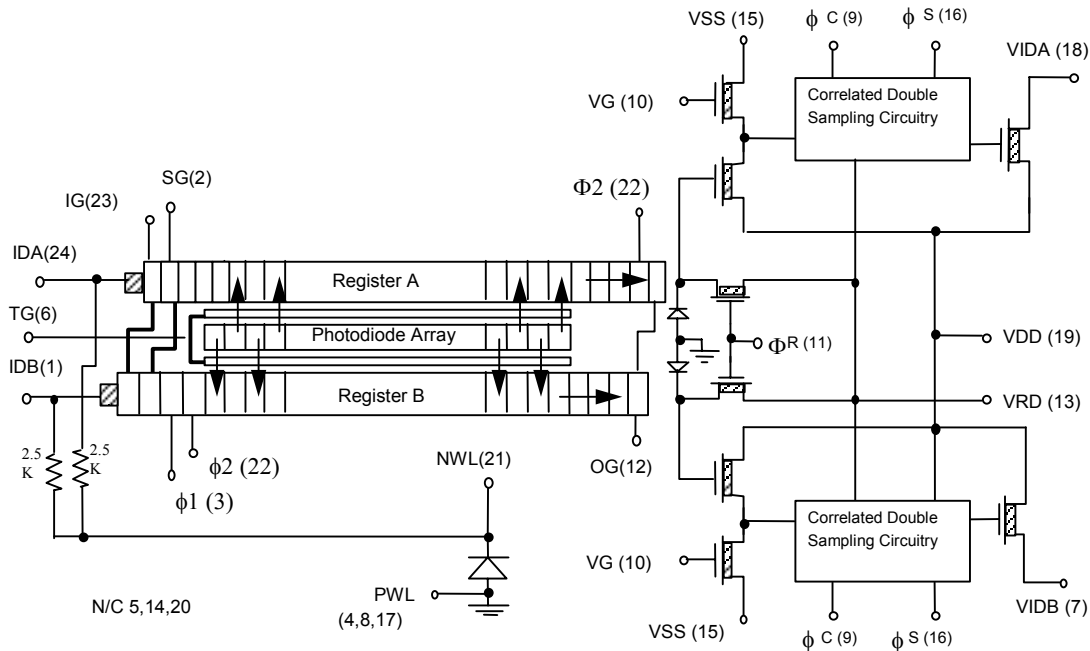 VSS (15)
ϕ C (9)
ϕ S (16)
VIDA (18)
VG (10)
Correlated Double
Sampling Circuitry
SG(2)
IG(23)
Φ2 (22)
IDA(24)
Register A
TG(6)
Photodiode Array
ΦR (11)
VDD (19)
IDB(1)
Register B
VRD (13)
2.5
K
2.5
K
ϕ2 (22)
ϕ1 (3)
NWL(21)
OG(12)
Correlated Double
Sampling Circuitry
VG (10)
PWL
(4,8,17)
N/C 5,14,20
VIDB (7)
VSS (15)
ϕ C (9)
ϕ S (16)